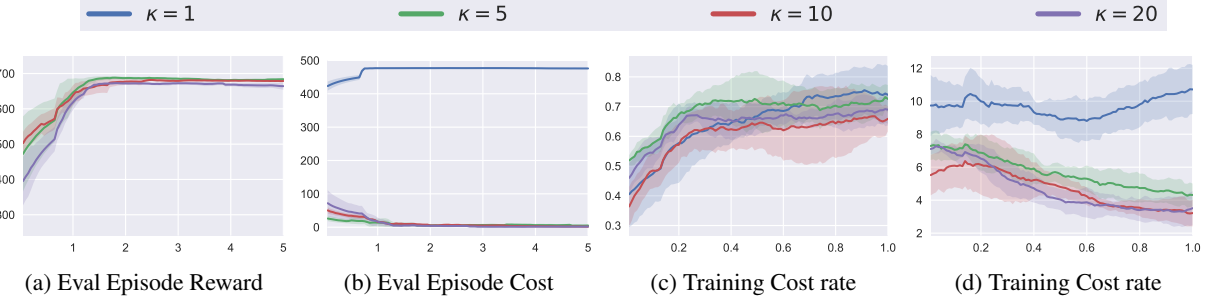 κ = 1 κ = 5 κ = 10 κ = 20
700 500 0.8 12
600 400 0.7 10
500 300 0.6 8
400 200 0.5 6
300 100 0.4 4
0 0.3 2
1 2 3 4 5 1 2 3 4 5 0.2 0.4 0.6 0.8 1.0 0.2 0.4 0.6 0.8 1.0
(a) Eval Episode Reward (b) Eval Episode Cost (c) Training Cost rate (d) Training Cost rate